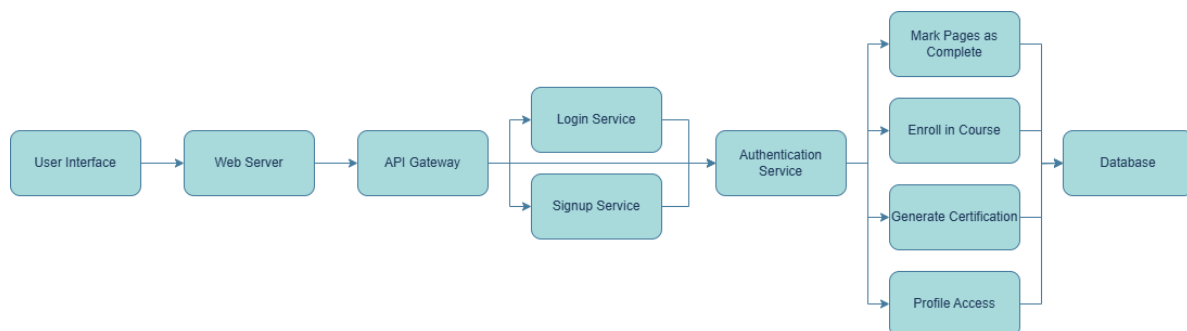 User Interface
Web Server
API Gateway
Login Service
Signup Service
Authentication
Service
Mark Pages as
Complete
Enroll in Course
Generate Certification
Profile Access
Database